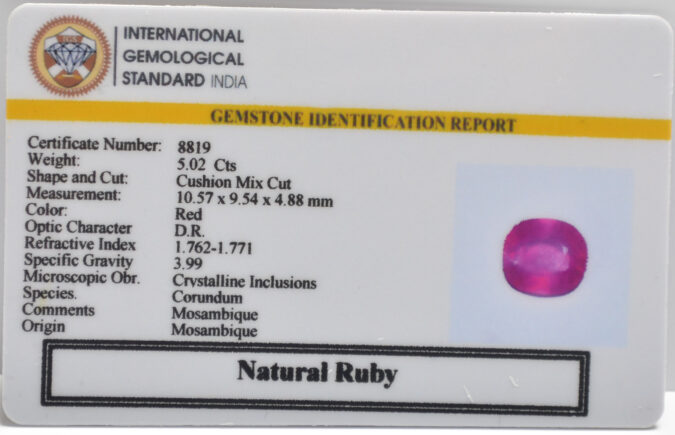 IGS
INTERNATIONAL
GEMOLOGICAL
STANDARD INDIA
GEMSTONE IDENTIFICATION REPORT
Certificate Number: 8819
Weight: 5.02 Cts
Shape and Cut: Cushion Mix Cut
Measurement: 10.57 x 9.54 x 4.88 mm
Color: Red
Optic Character D.R.
Refractive Index 1.762-1.771
Specific Gravity 3.99
Microscopic Obr. Crystalline Inclusions
Species. Corundum
Comments Mosambique
Origin Mosambique
Natural Ruby